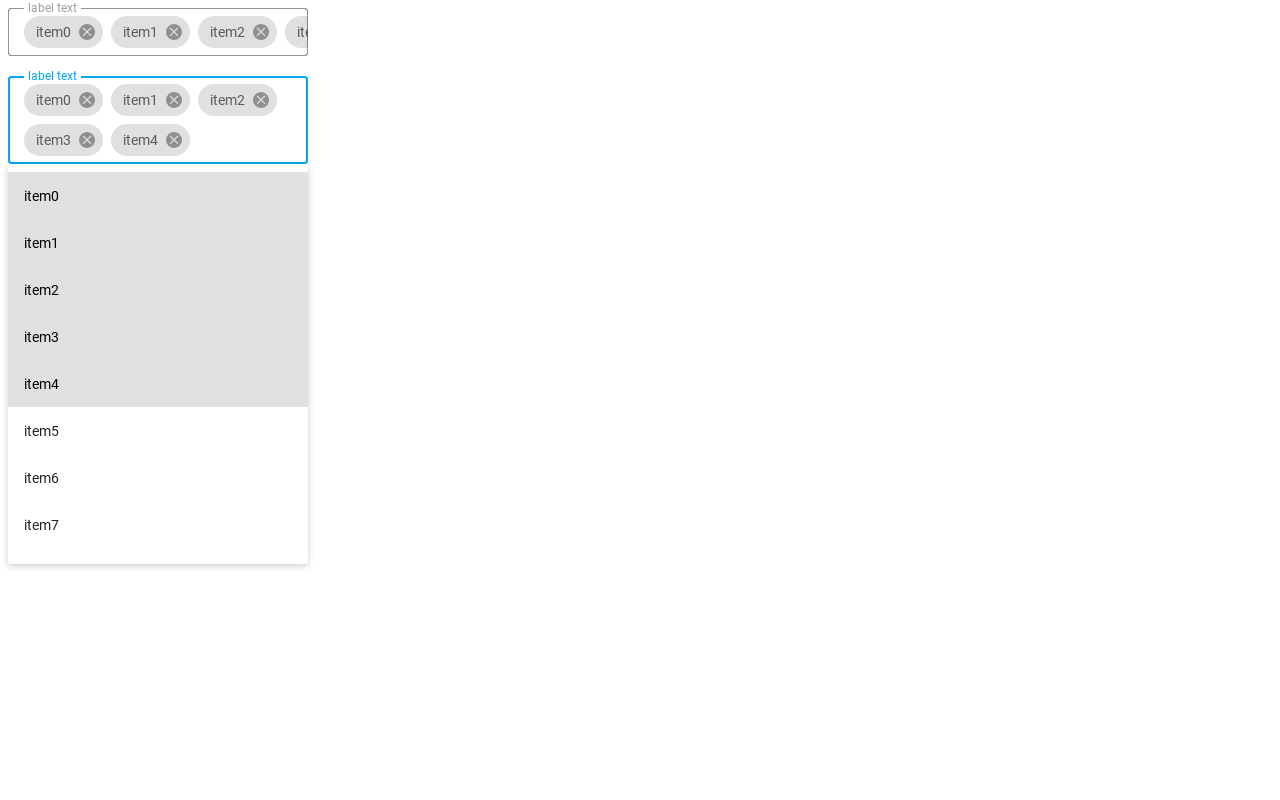 label text
item0 item1 item2
label text
item0 item1 item2
item3 item4
item0
item1
item2
item3
item4
item5
item6
item7